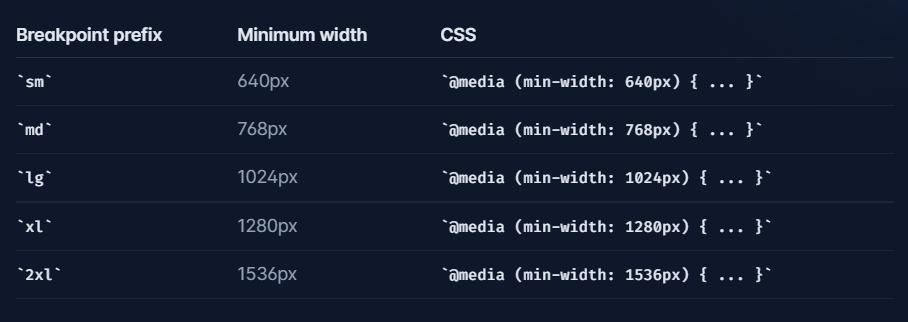 Breakpoint prefix Minimum width CSS
`sm` 640px `@media (min-width: 640px) { ... }`
`md` 768px `@media (min-width: 768px) { ... }`
`lg` 1024px `@media (min-width: 1024px) { ... }`
`xl` 1280px `@media (min-width: 1280px) { ... }`
`2xl` 1536px `@media (min-width: 1536px) { ... }`